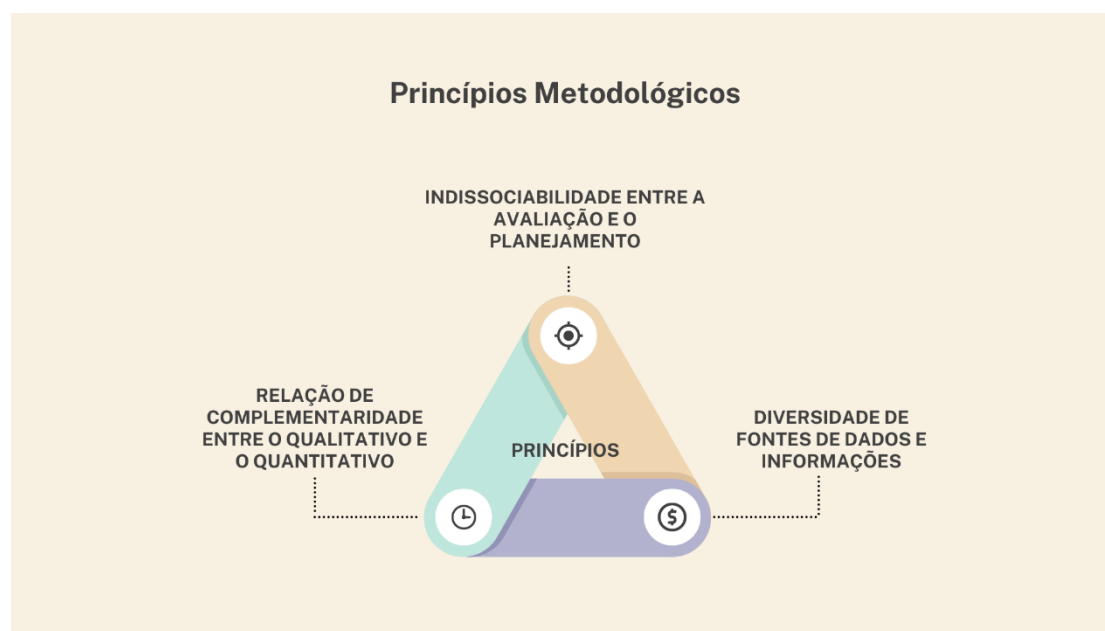 Princípios Metodológicos
INDISSOCIABILIDADE ENTRE A
AVALIAÇÃO E O
PLANEJAMENTO
RELAÇÃO DE
COMPLEMENTARIDADE
ENTRE O QUALITATIVO E
O QUANTITATIVO
PRINCÍPIOS
DIVERSIDADE DE
FONTES DE DADOS E
INFORMAÇÕES
$